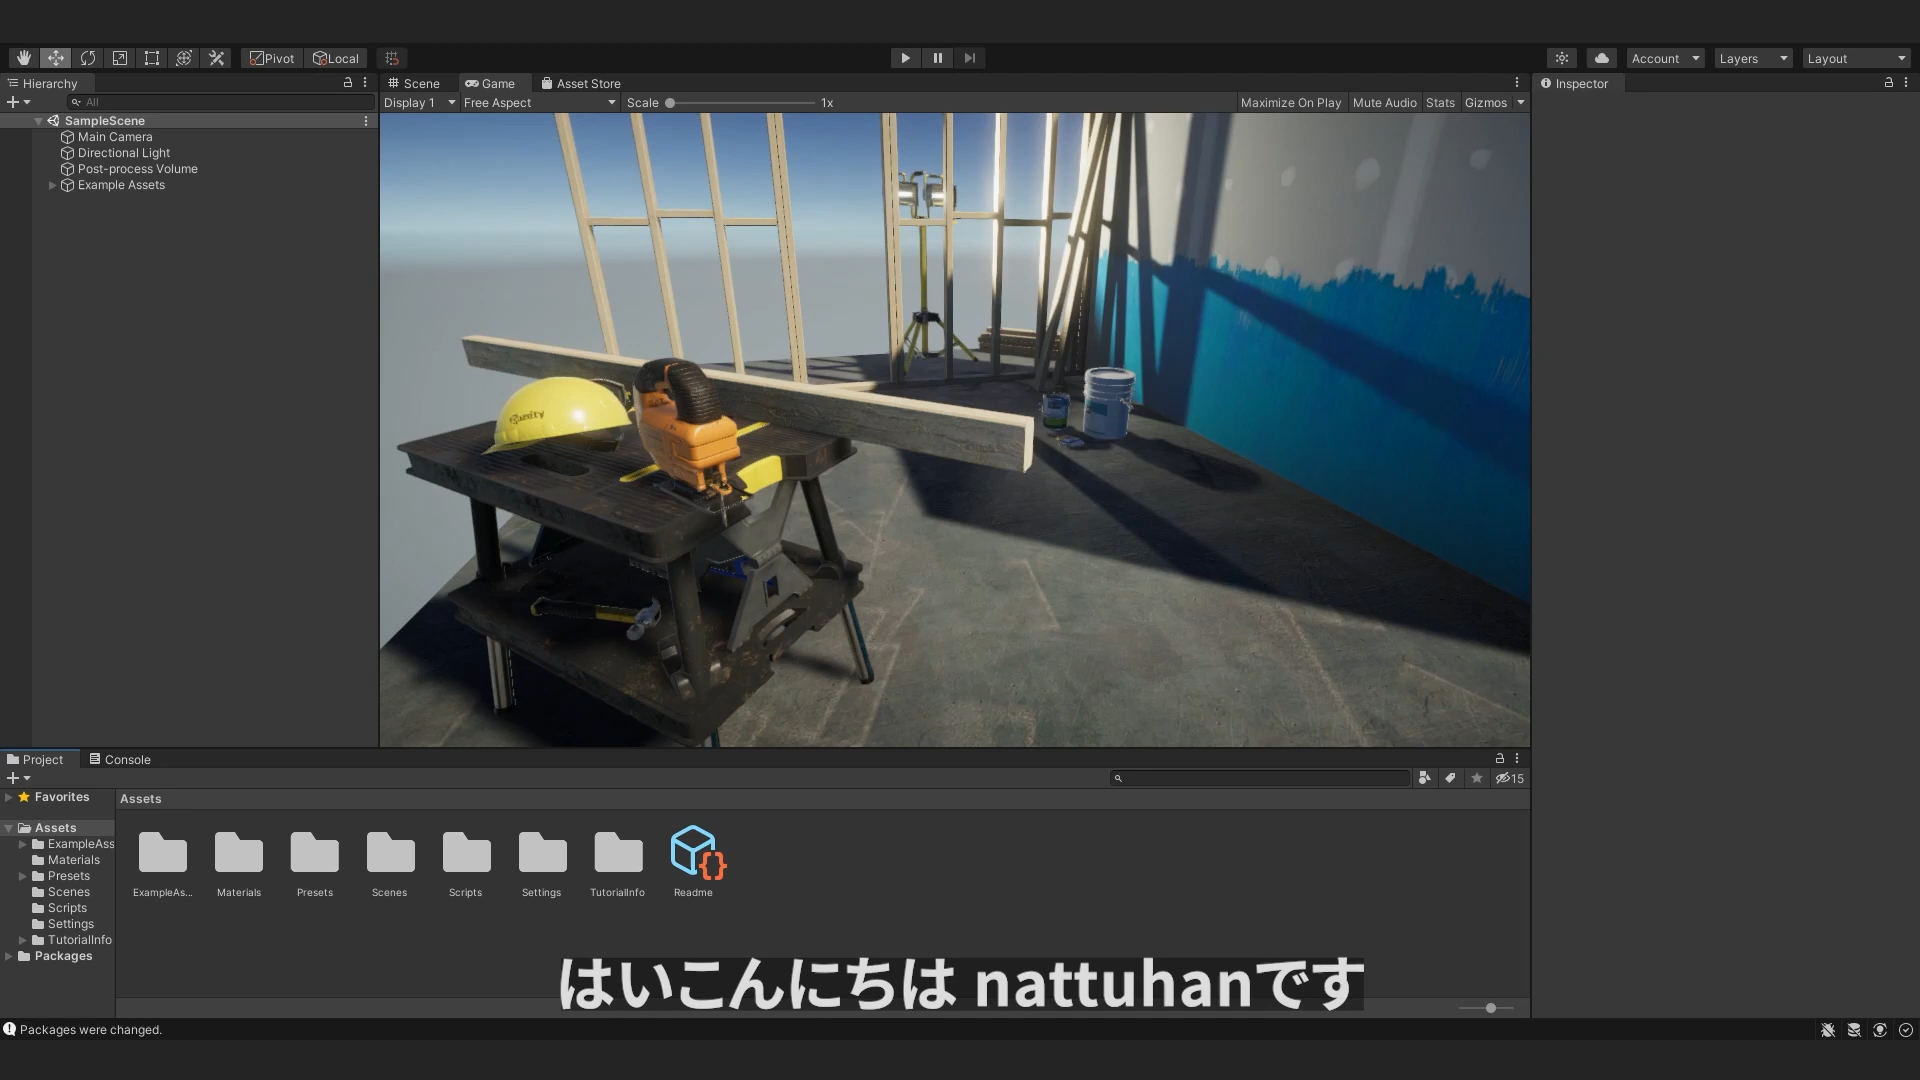 Pivot Local Account Layers Layout
Hierarchy Scene Game Asset Store Inspector
All Display 1 Free Aspect Scale 1x Maximize On Play Mute Audio Stats Gizmos
SampleScene
Main Camera
Directional Light
Post-process Volume
Example Assets
unity
Project Console
15
Favorites
Assets
Assets
ExampleAss
Materials
Presets
Scenes
Scripts
Settings
TutorialInfo
Packages
ExampleAs... Materials Presets Scenes Scripts Settings TutorialInfo Readme
はいこんにちは nattuhanです
Packages were changed.